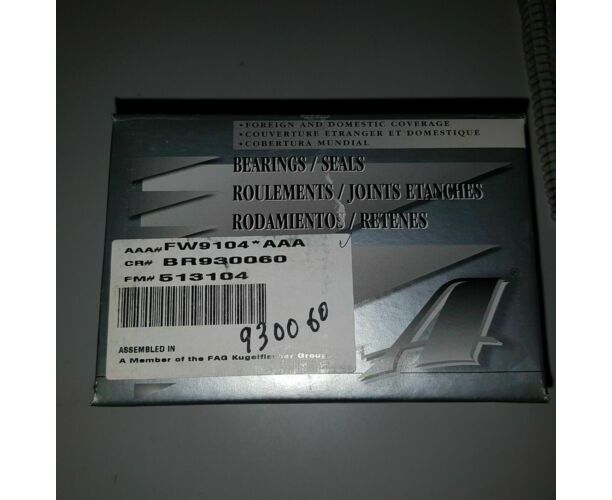 •FOREIGN AND DOMESTIC COVERAGE
•COUVERTURE ETRANGER ET DOMESTIQUE
•COBERTURA MUNDIAL
BEARINGS/SEALS
ROULEMENTS/JOINTS ETANCHES
RODAMIENTOS/RETENES
AAA# FW9104*AAA
CR# BR930060
FM# 513104
930060
ASSEMBLED IN
A Member of the FAG Kugelfischer Group